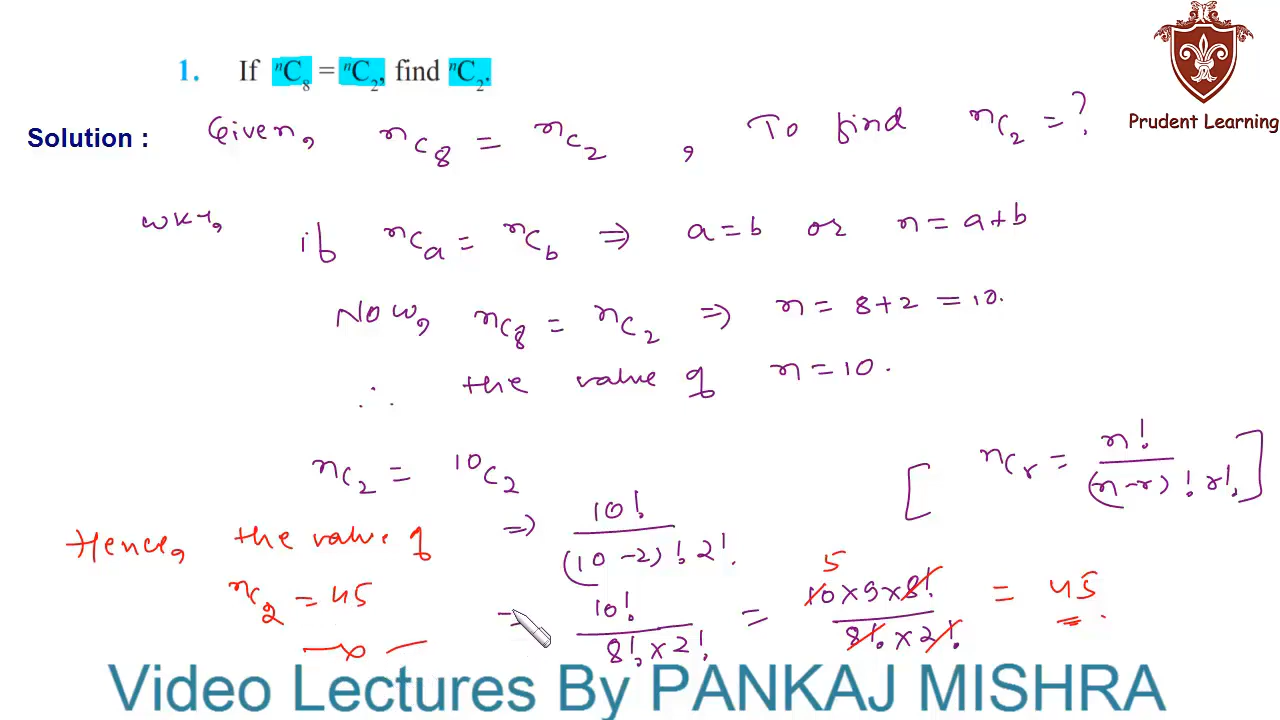 1. If ⁿC₈ = ⁿC₂, find ⁿC₂.
Prudent Learning
Solution : Given, ⁿC₈ = ⁿC₂ , To find ⁿC₂ = ?
WKT, if ⁿCₐ = ⁿC_b ⇒ a = b or n = a+b
Now, ⁿC₈ = ⁿC₂ ⇒ n = 8+2 = 10.
∴ the value of n = 10.
ⁿC₂ = ¹⁰C₂ [ ⁿCᵣ = n! / (n-r)! r! ]
⇒ 10! / (10-2)! 2!
= 10! / 8! × 2! = 10 × 9 × 8! / 8! × 2! = 45
5
Hence, the value of
ⁿC₂ = 45
Video Lectures By PANKAJ MISHRA